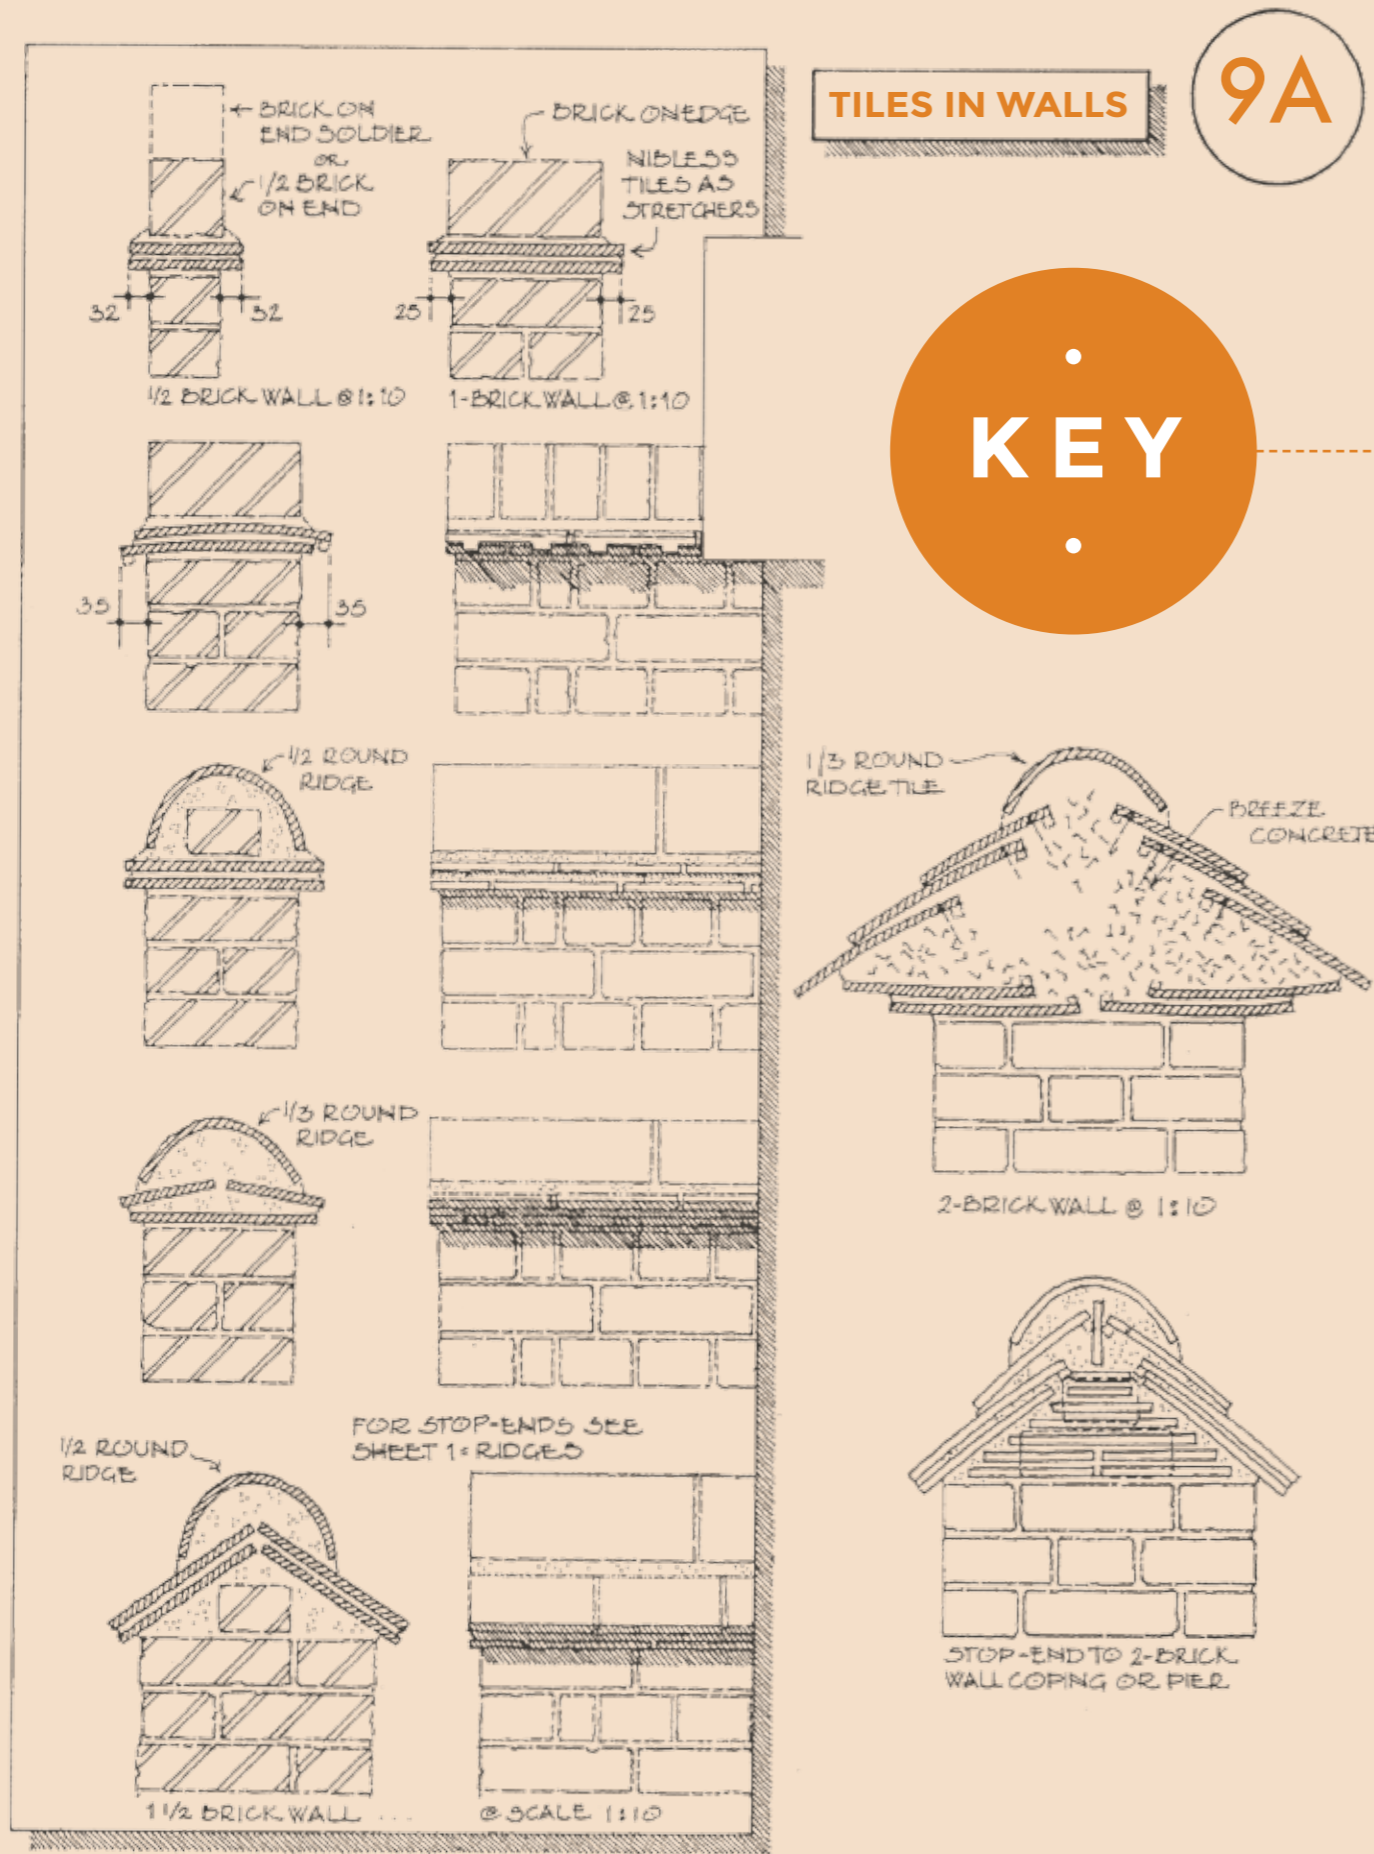 TILES IN WALLS
9A
BRICK ON
END SOLDIER
OR
1/2 BRICK
ON END
BRICK ON EDGE
NIBLESS
TILES AS
STRETCHERS
32
32
25
25
1/2 BRICK WALL @ 1:10
1-BRICK WALL @ 1:10
KEY
35
35
1/2 ROUND
RIDGE
1/3 ROUND
RIDGE TILE
BREEZE
CONCRETE
1/3 ROUND
RIDGE
2-BRICK WALL @ 1:10
FOR STOP-ENDS SEE
SHEET 1: RIDGES
1/2 ROUND
RIDGE
STOP-END TO 2-BRICK
WALL COPING OR PIER
1 1/2 BRICK WALL ... @ SCALE 1:10